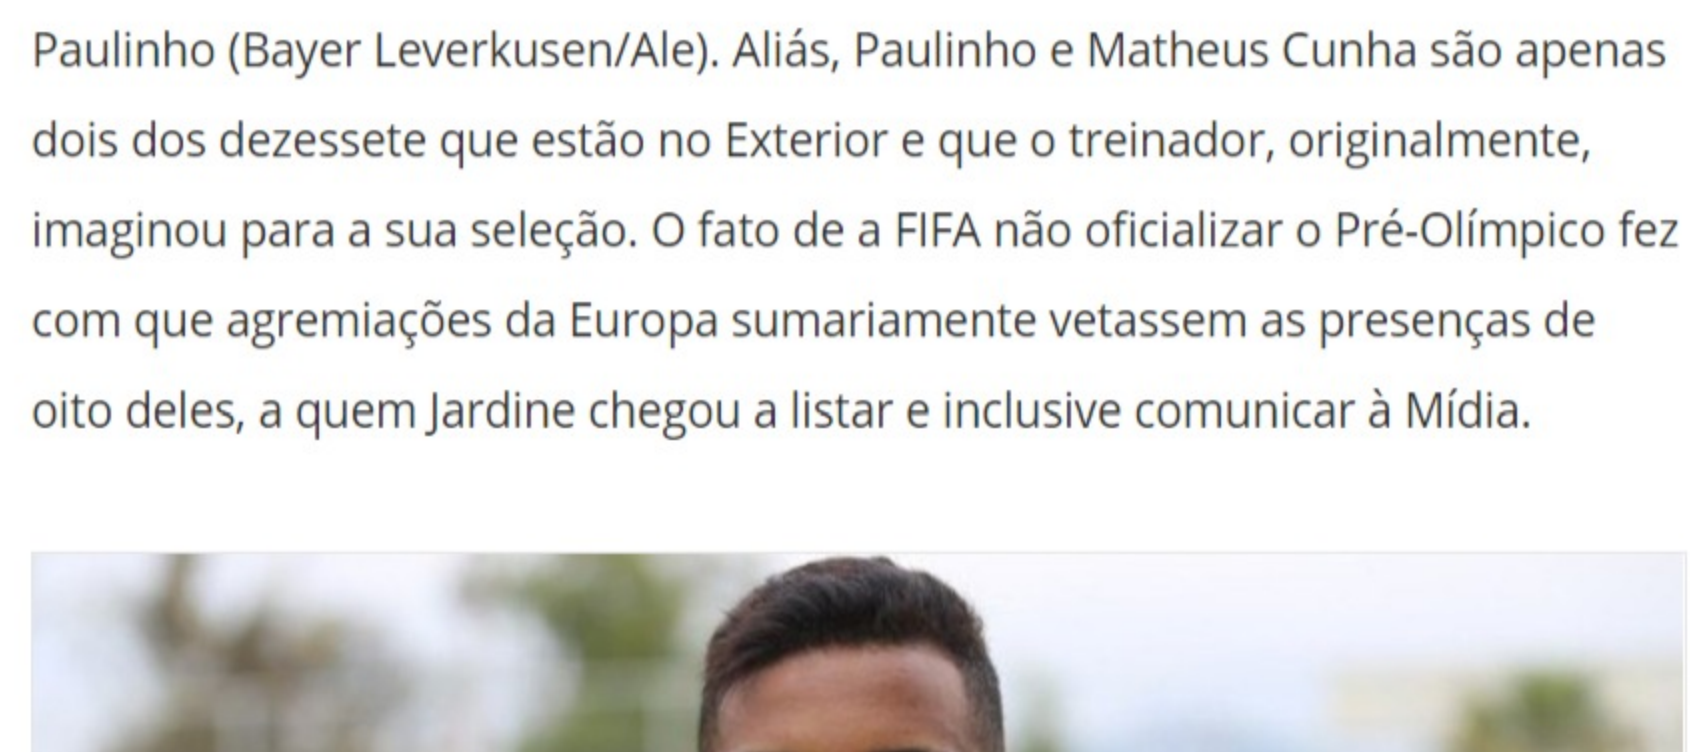 Paulinho (Bayer Leverkusen/Ale). Aliás, Paulinho e Matheus Cunha são apenas
dois dos dezessete que estão no Exterior e que o treinador, originalmente,
imaginou para a sua seleção. O fato de a FIFA não oficializar o Pré-Olímpico fez
com que agremiações da Europa sumariamente vetassem as presenças de
oito deles, a quem Jardine chegou a listar e inclusive comunicar à Mídia.